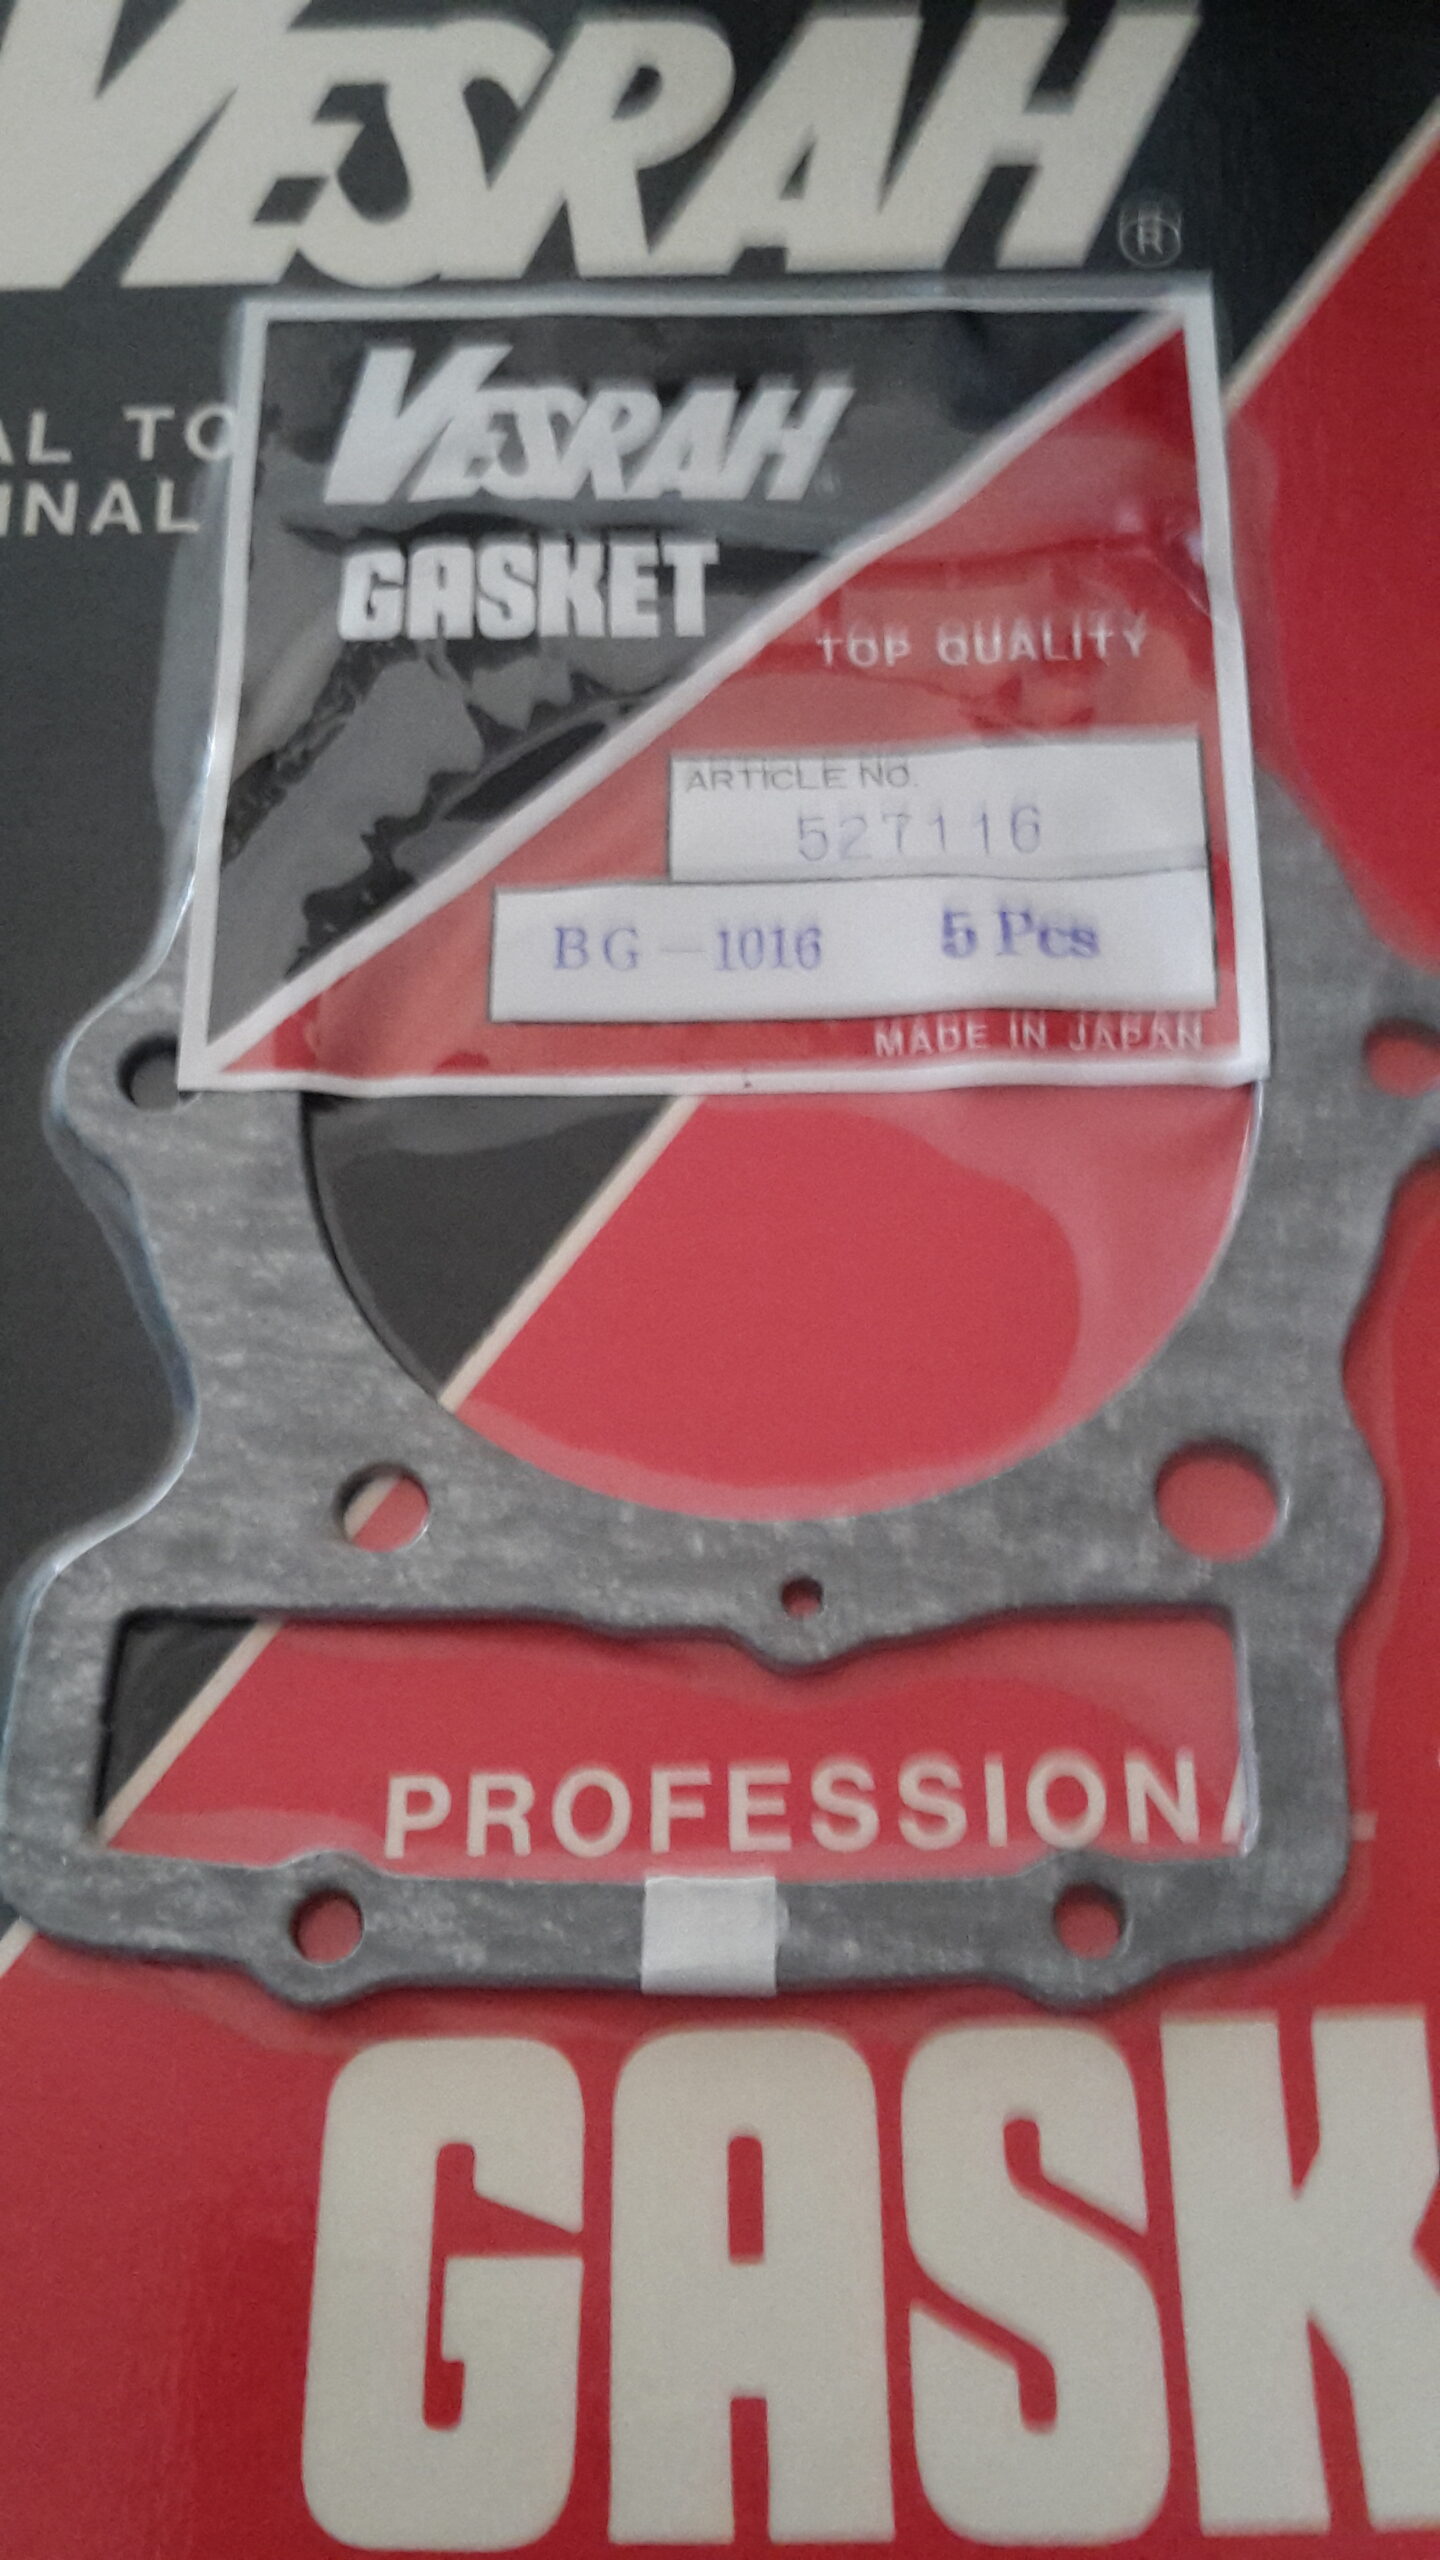 VESRAH
®
AL TO
INAL
VESRAH
GASKET
TOP QUALITY
ARTICLE NO.
527116
BG-1016 5 Pcs
MADE IN JAPAN
PROFESSIONAL
GASK